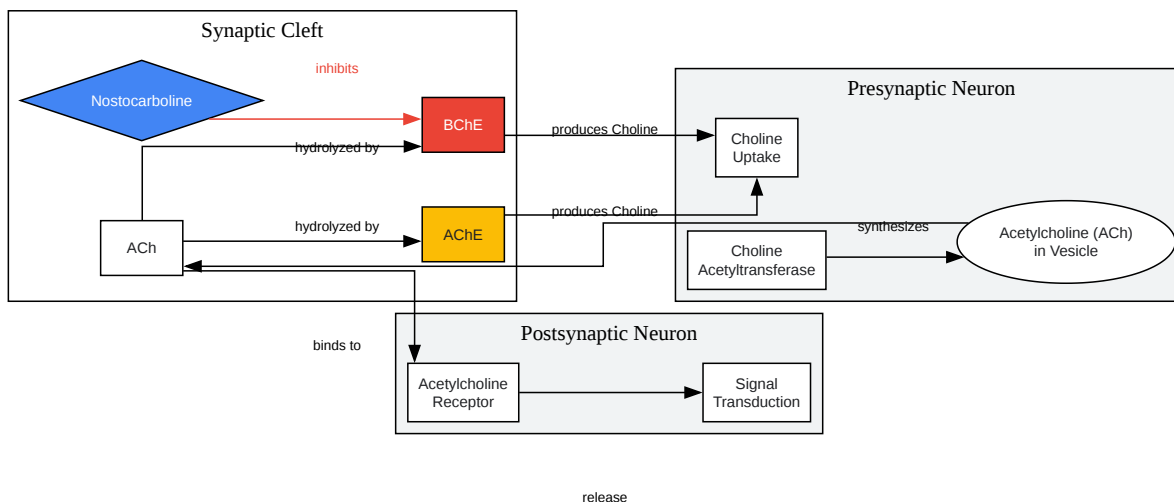 Synaptic Cleft
inhibits
Nostocarboline
BChE
hydrolyzed by
produces Choline
ACh
hydrolyzed by
AChE
produces Choline
Presynaptic Neuron
Choline
Uptake
synthesizes
Choline
Acetyltransferase
Acetylcholine (ACh)
in Vesicle
Postsynaptic Neuron
binds to
Acetylcholine
Receptor
Signal
Transduction
release